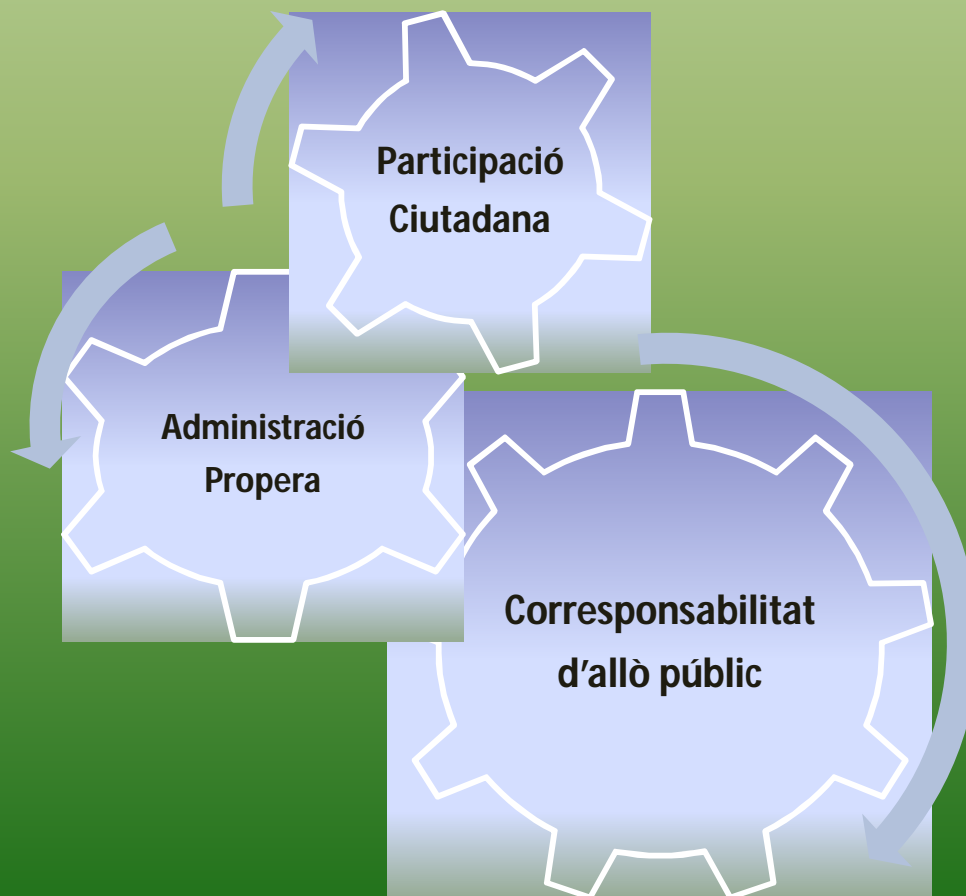 Participació
Ciutadana
Administració
Propera
Corresponsabilitat
d'allò públic